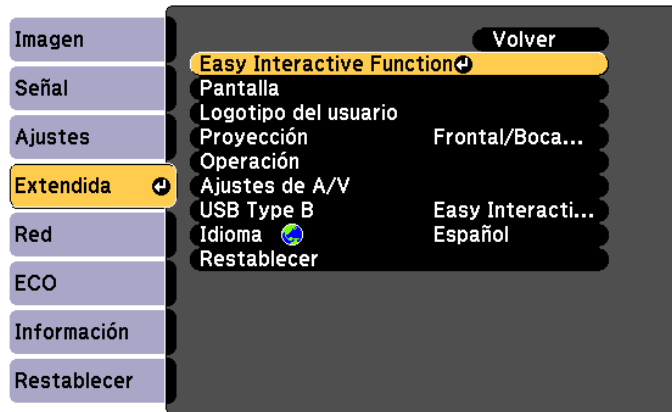 Imagen
Señal
Ajustes
Extendida
Red
ECO
Información
Restablecer
Volver
Easy Interactive Function
Pantalla
Logotipo del usuario
Proyección Frontal/Boca...
Operación
Ajustes de A/V
USB Type B Easy Interacti...
Idioma Español
Restablecer